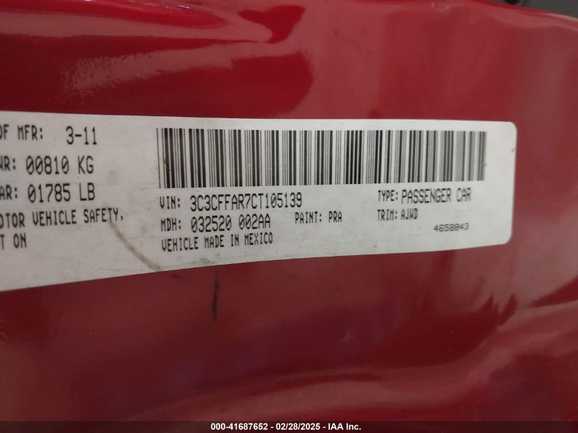 OF MFR: 3-11
WR: 00810 KG
AR: 01785 LB
OTOR VEHICLE SAFETY,
T ON
VIN: 3C3CFFAR7CT105139
TYPE: PASSENGER CAR
MDH: 032520 002AA
PAINT: PRA
TRIM: AJWD
VEHICLE MADE IN MEXICO
4658843
000-41687652 - 02/28/2025 - IAA Inc.